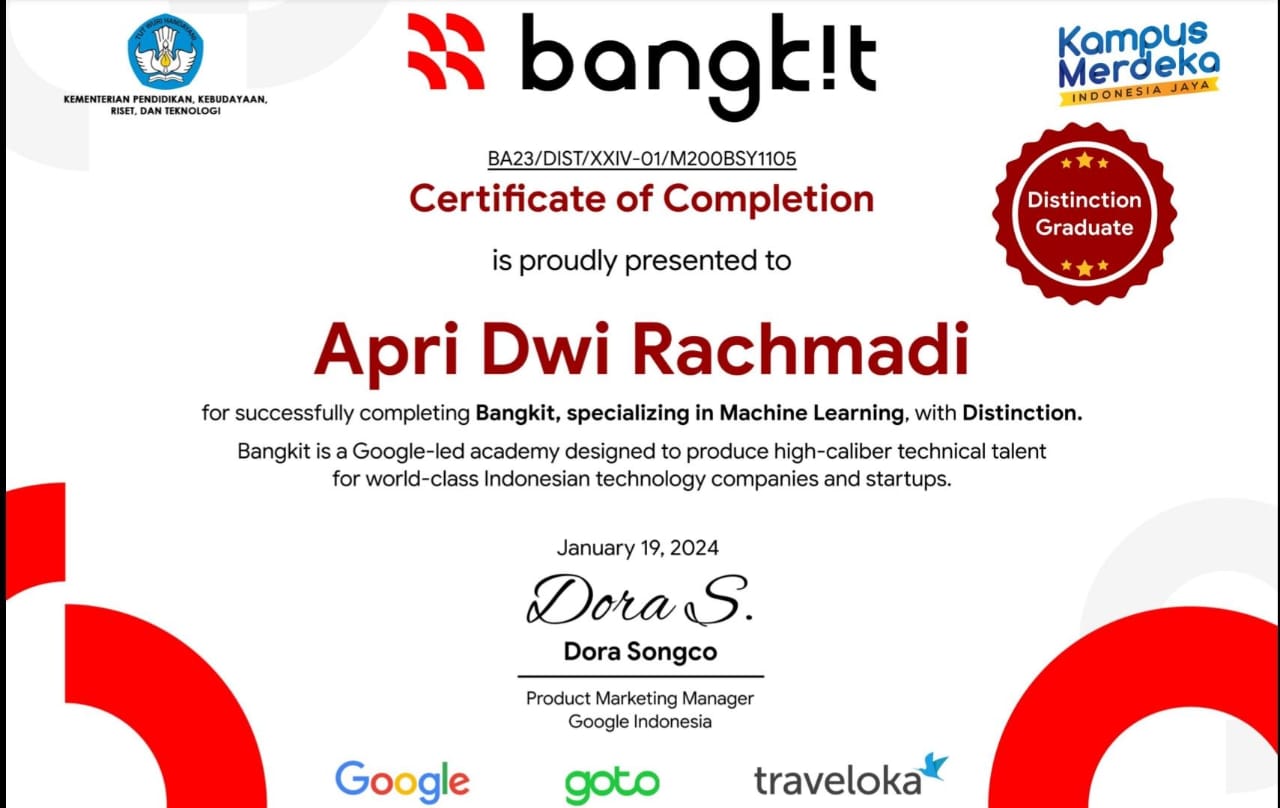 TUT WURI HANDAYANI
KEMENTERIAN PENDIDIKAN, KEBUDAYAAN,
RISET, DAN TEKNOLOGI
bangk!t
Kampus
Merdeka
INDONESIA JAYA
BA23/DIST/XXIV-01/M200BSY1105
Certificate of Completion
Distinction
Graduate
is proudly presented to
Apri Dwi Rachmadi
for successfully completing Bangkit, specializing in Machine Learning, with Distinction.
Bangkit is a Google-led academy designed to produce high-caliber technical talent
for world-class Indonesian technology companies and startups.
January 19, 2024
Dora S.
Dora Songco
Product Marketing Manager
Google Indonesia
Google
goto
traveloka